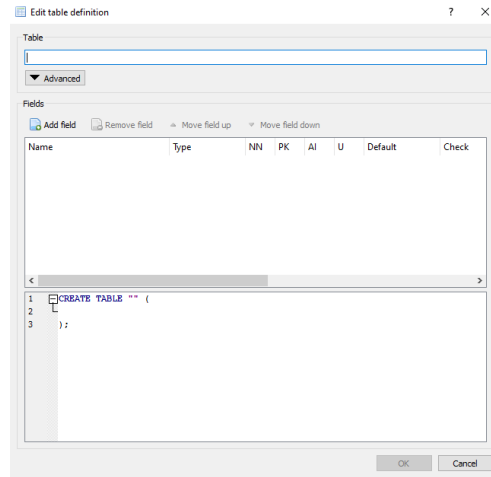 Edit table definition
Table
Advanced
Fields
Add field Remove field Move field up Move field down
Name Type NN PK AI U Default Check
1 CREATE TABLE "" (
2
3 );
OK Cancel